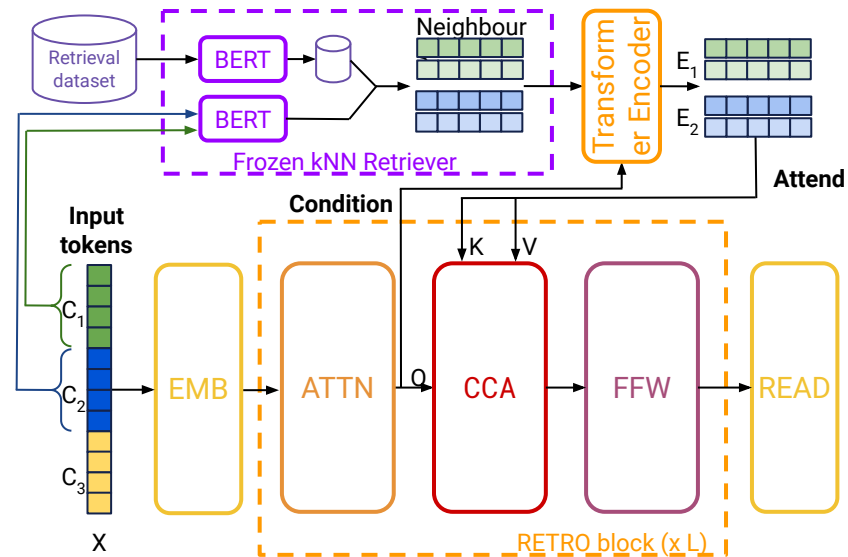 Retrieval
dataset
BERT
BERT
Neighbour
Frozen kNN Retriever
Transform
er Encoder
E1
E2
Condition
Attend
Input
tokens
K
V
C1
C2
C3
X
EMB
ATTN
Q
CCA
FFW
READ
RETRO block (x L)